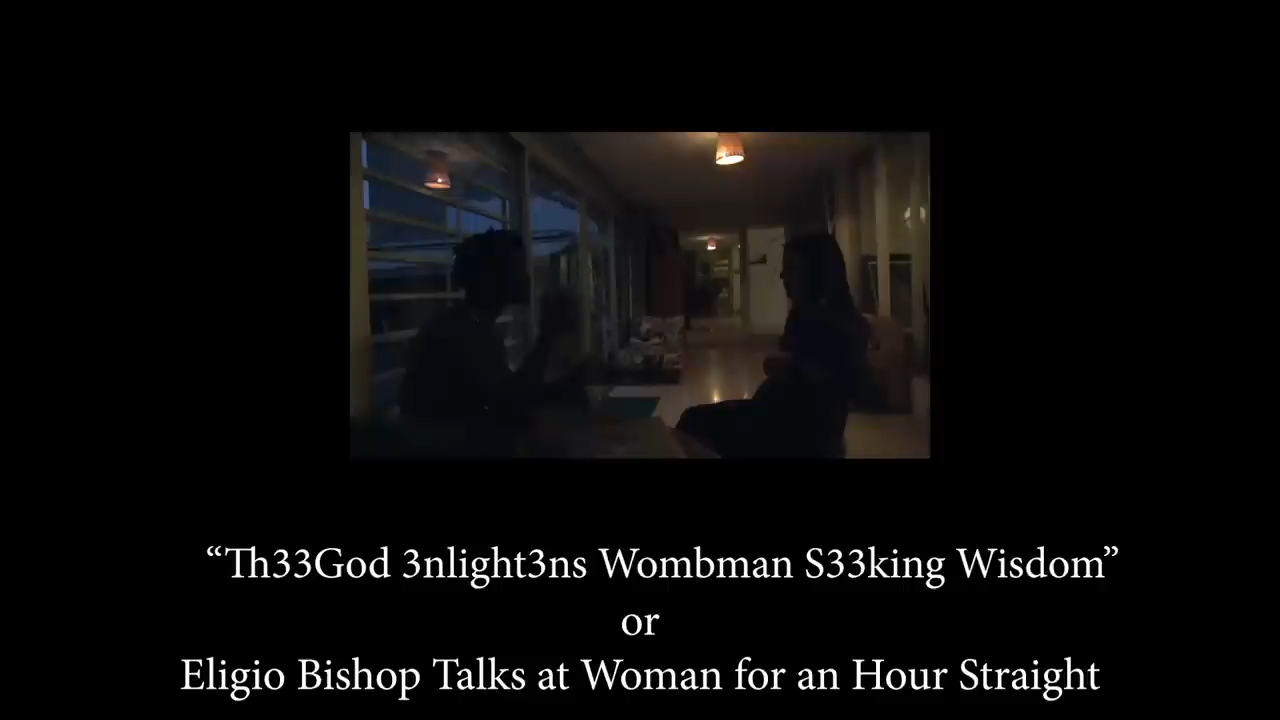 “Th33God 3nlight3ns Wombman S33king Wisdom”
or
Eligio Bishop Talks at Woman for an Hour Straight